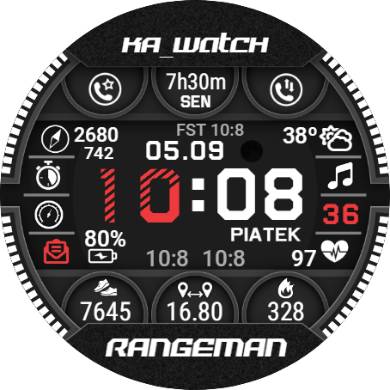 KA_WATCH
7h30m
SEN
2680
742
FST 10:8
38°
05.09
10:08
36
PIATEK
80%
10:8 10:8
97
7645
16.80
328
RANGEMAN